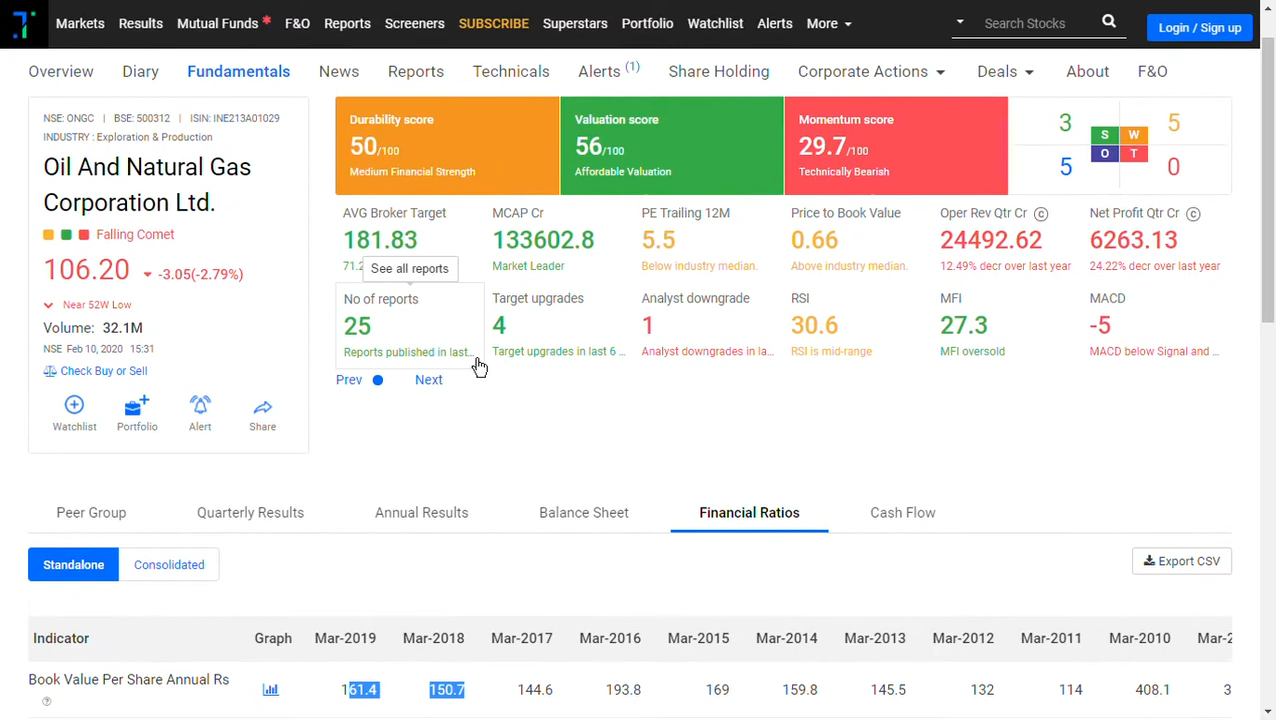 Markets Results Mutual Funds * F&O Reports Screeners SUBSCRIBE Superstars Portfolio Watchlist Alerts More Search Stocks Login / Sign up
Overview Diary Fundamentals News Reports Technicals Alerts (1) Share Holding Corporate Actions Deals About F&O
NSE: ONGC | BSE: 500312 | ISIN: INE213A01029
INDUSTRY : Exploration & Production
Oil And Natural Gas
Corporation Ltd.
Falling Comet
106.20 -3.05(-2.79%)
Near 52W Low
Volume: 32.1M
NSE Feb 10, 2020 15:31
Check Buy or Sell
Watchlist Portfolio Alert Share
Durability score Valuation score Momentum score
50/100 56/100 29.7/100
Medium Financial Strength Affordable Valuation Technically Bearish
3 S W 5
5 O T 0
AVG Broker Target MCAP Cr PE Trailing 12M Price to Book Value Oper Rev Qtr Cr C Net Profit Qtr Cr C
181.83 133602.8 5.5 0.66 24492.62 6263.13
71.2 Market Leader Below industry median. Above industry median. 12.49% decr over last year 24.22% decr over last year
See all reports
No of reports Target upgrades Analyst downgrade RSI MFI MACD
25 4 1 30.6 27.3 -5
Reports published in last... Target upgrades in last 6 ... Analyst downgrades in la... RSI is mid-range MFI oversold MACD below Signal and ...
Prev Next
Peer Group Quarterly Results Annual Results Balance Sheet Financial Ratios Cash Flow
Standalone Consolidated Export CSV
Indicator Graph Mar-2019 Mar-2018 Mar-2017 Mar-2016 Mar-2015 Mar-2014 Mar-2013 Mar-2012 Mar-2011 Mar-2010 Mar-2
Book Value Per Share Annual Rs 161.4 150.7 144.6 193.8 169 159.8 145.5 132 114 408.1 3
?